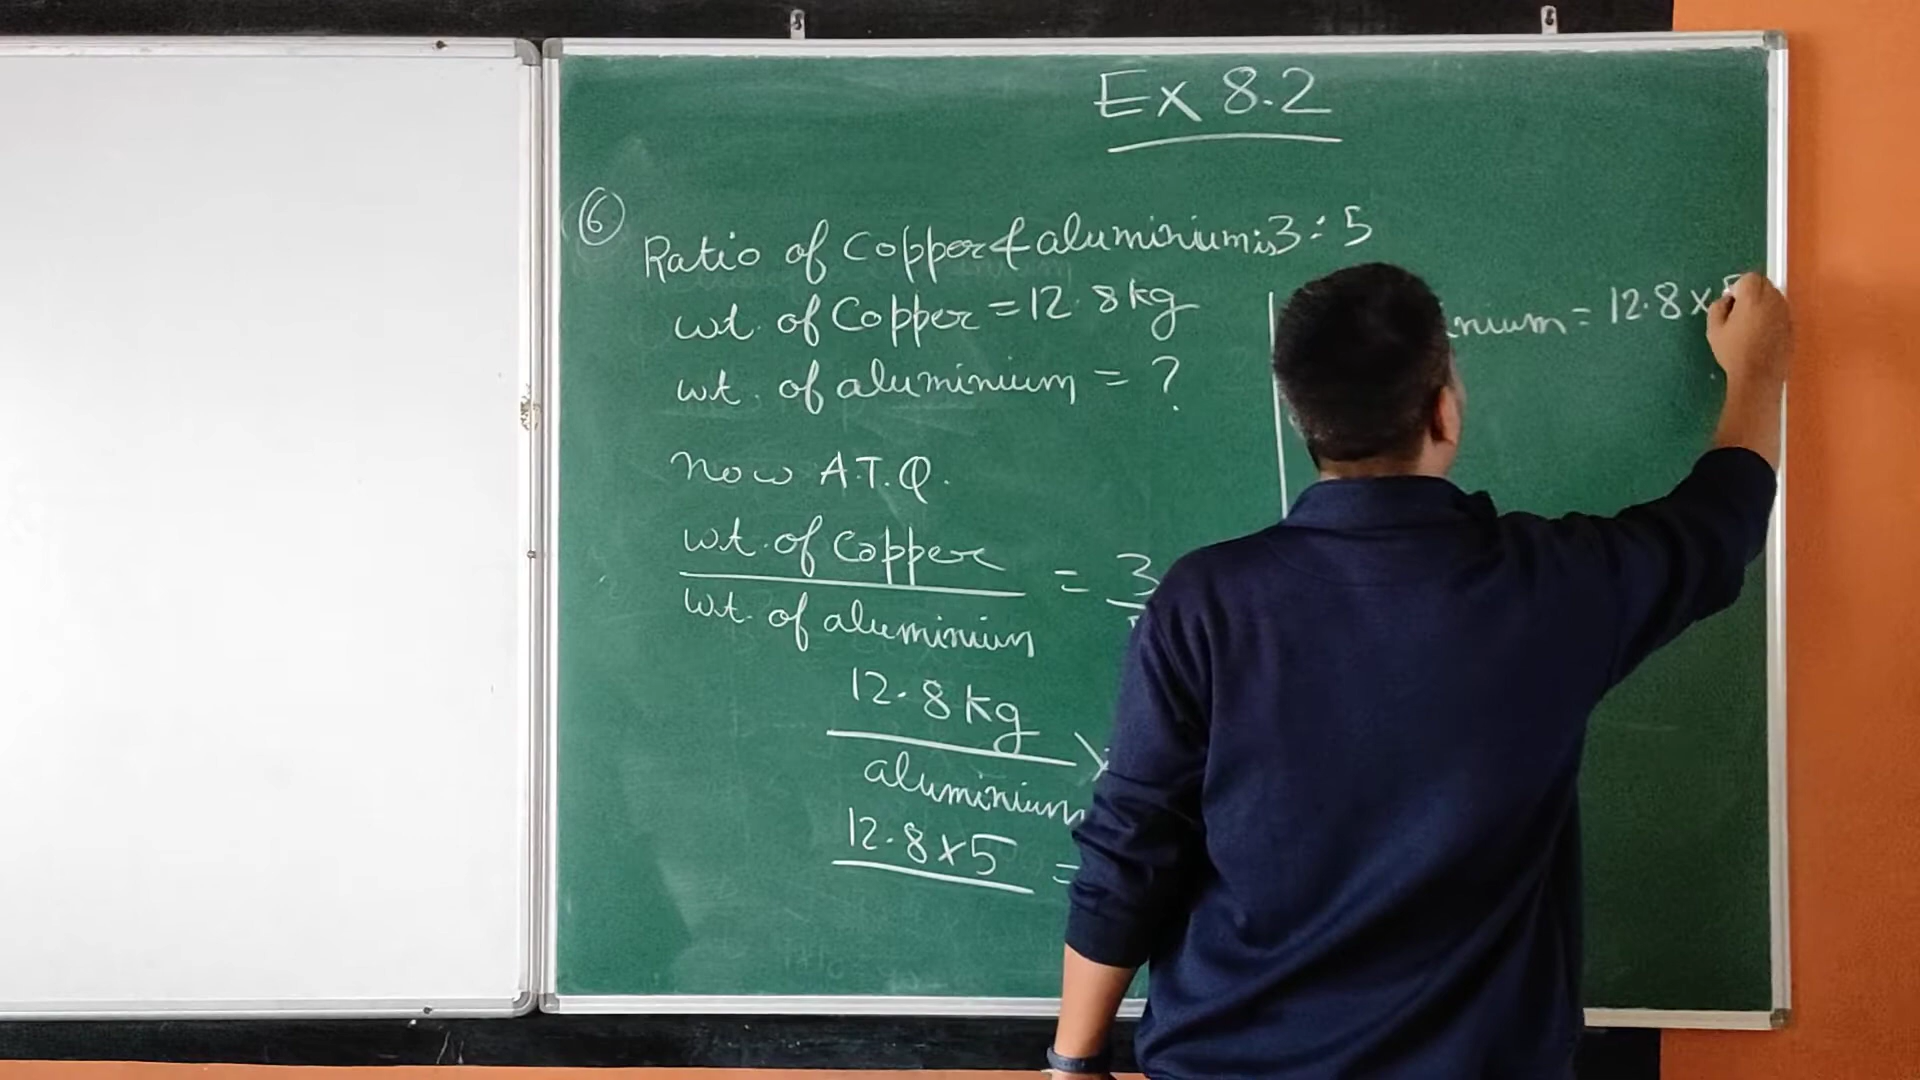 Ex 8.2
6
Ratio of Copper & aluminium is 3 : 5
wt. of Copper = 12.8 kg
wt. of aluminium = ?
Now A.T.Q.
wt. of Copper
wt. of aluminium
= 3
12.8 kg
aluminium
12.8 x 5 =
= 12.8 x 5